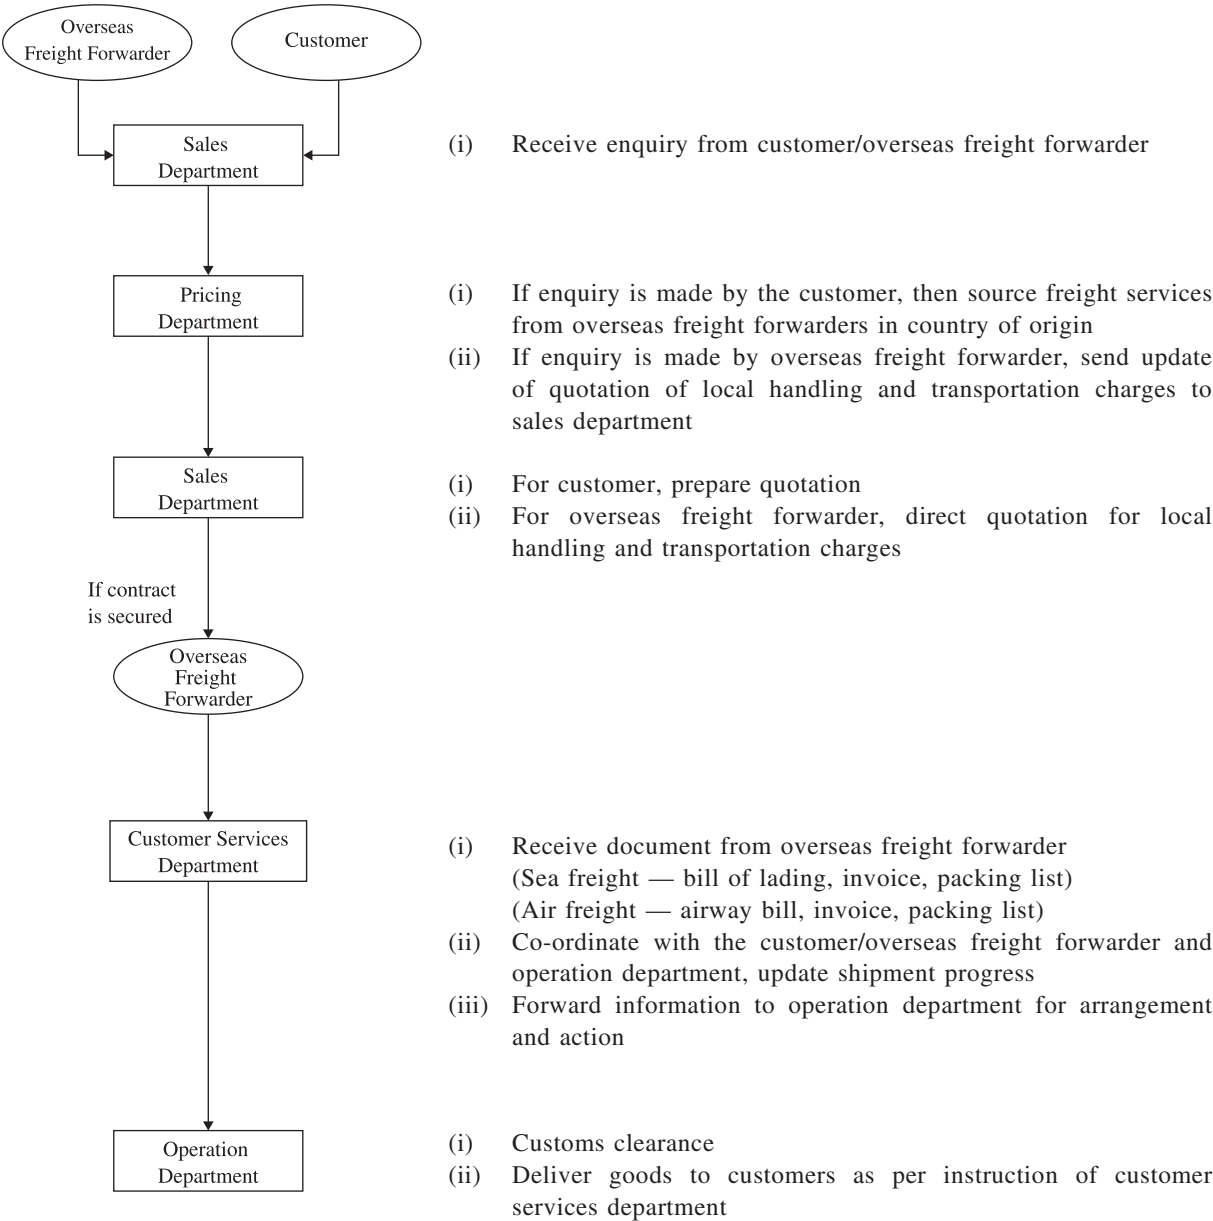 Overseas
Freight Forwarder
Customer
Sales
Department
(i) Receive enquiry from customer/overseas freight forwarder
Pricing
Department
(i) If enquiry is made by the customer, then source freight services
from overseas freight forwarders in country of origin
(ii) If enquiry is made by overseas freight forwarder, send update
of quotation of local handling and transportation charges to
sales department
Sales
Department
(i) For customer, prepare quotation
(ii) For overseas freight forwarder, direct quotation for local
handling and transportation charges
If contract
is secured
Overseas
Freight
Forwarder
Customer Services
Department
(i) Receive document from overseas freight forwarder
(Sea freight — bill of lading, invoice, packing list)
(Air freight — airway bill, invoice, packing list)
(ii) Co-ordinate with the customer/overseas freight forwarder and
operation department, update shipment progress
(iii) Forward information to operation department for arrangement
and action
Operation
Department
(i) Customs clearance
(ii) Deliver goods to customers as per instruction of customer
services department